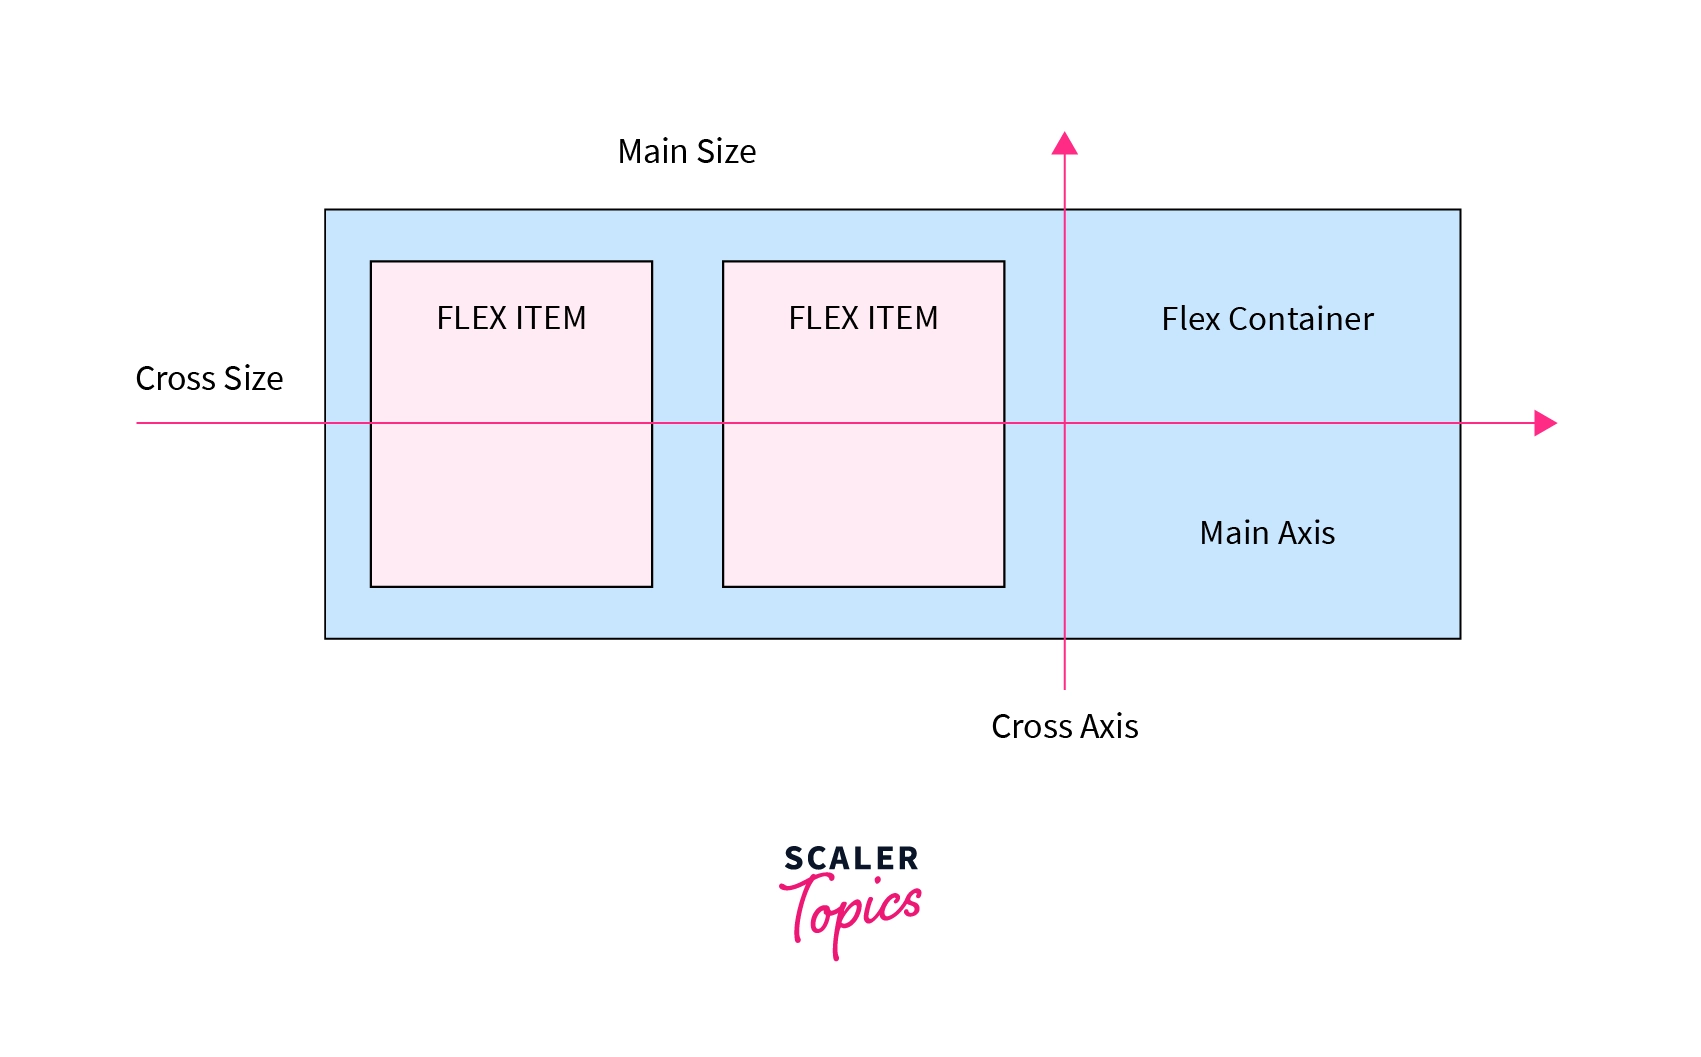 Main Size
FLEX ITEM
FLEX ITEM
Flex Container
Cross Size
Main Axis
Cross Axis
SCALER
Topics